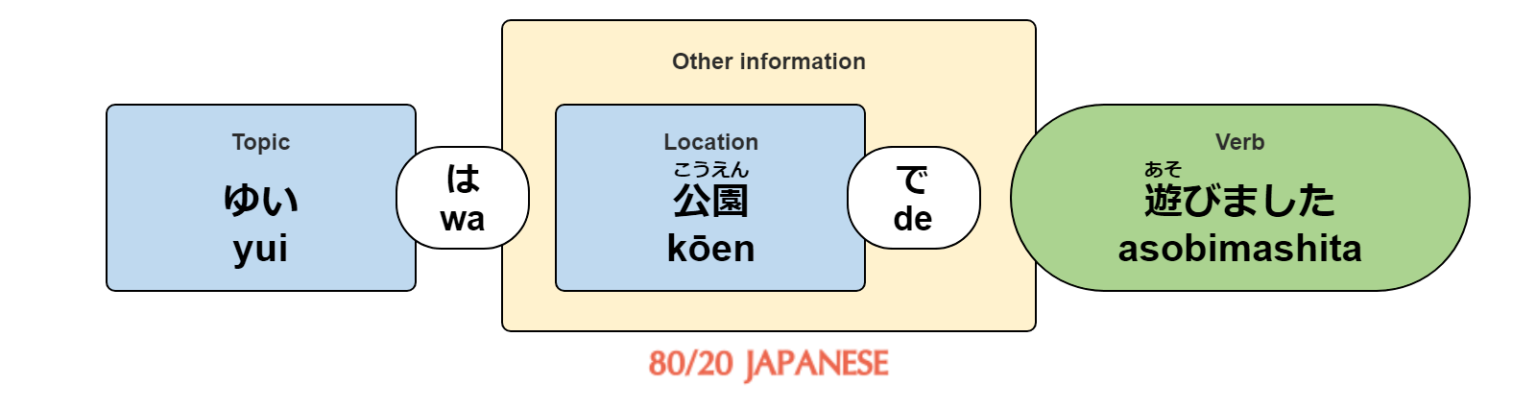 Other information
Topic
ゆい
yui
は
wa
Location
こうえん
公園
kōen
で
de
Verb
あそ
遊びました
asobimashita
80/20 JAPANESE